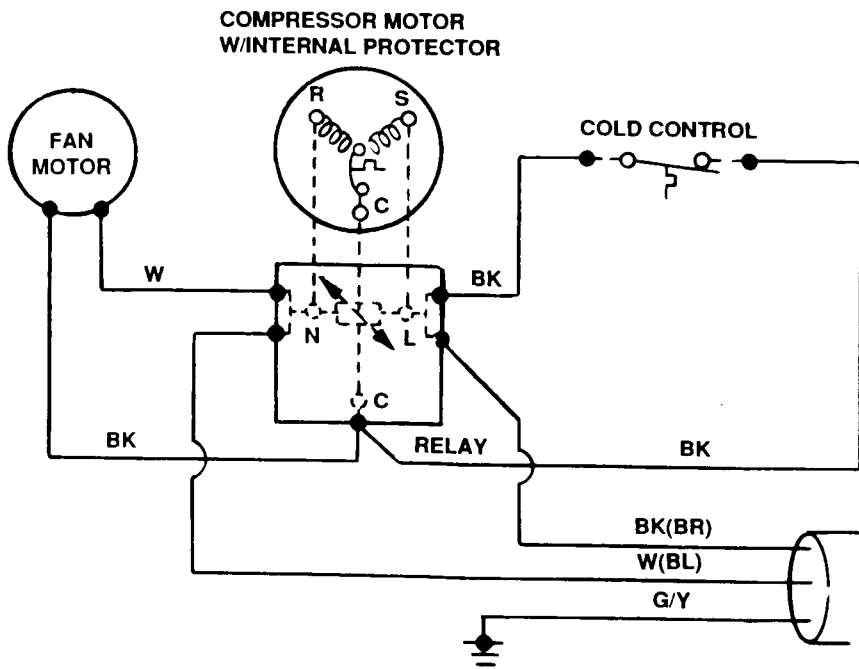 COMPRESSOR MOTOR
W/INTERNAL PROTECTOR
R
S
FAN
MOTOR
COLD CONTROL
C
W
BK
N
L
C
BK
RELAY
BK
BK(BR)
W(BL)
G/Y